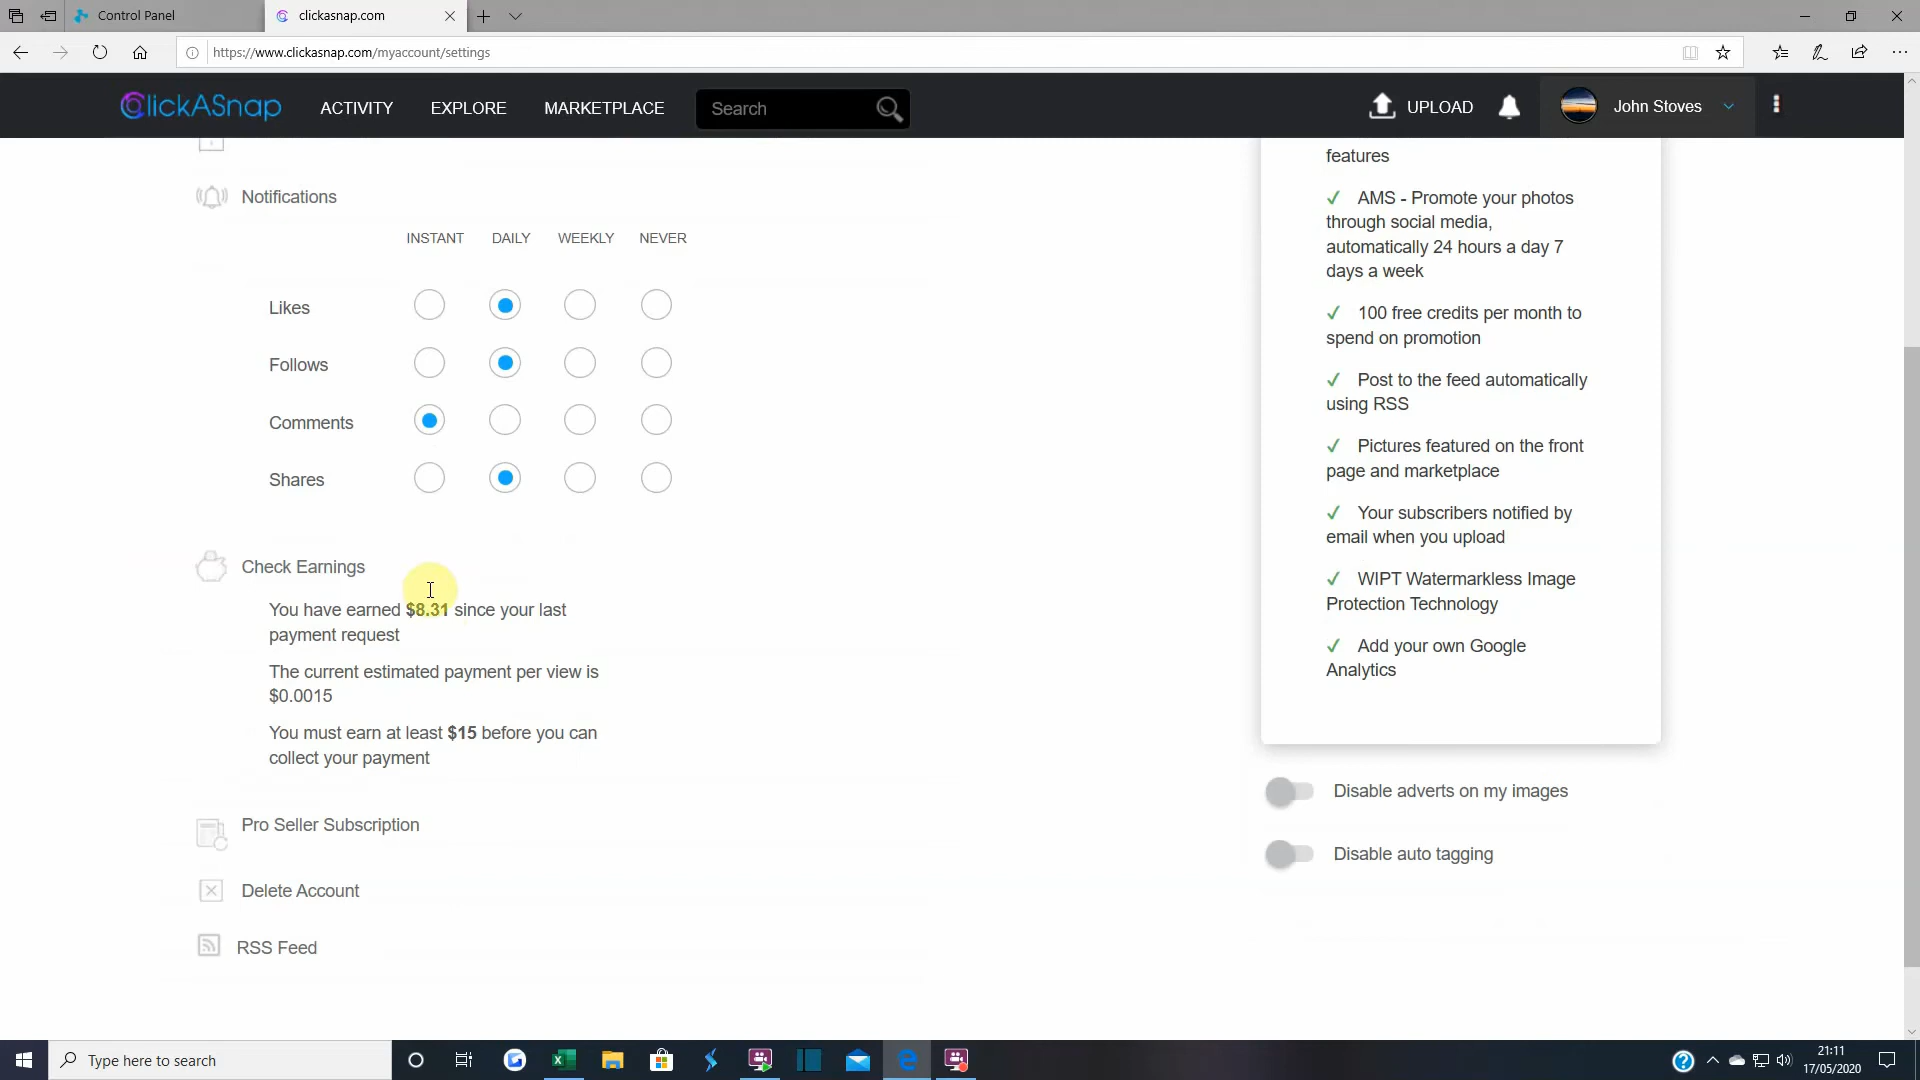 Control Panel
clickasnap.com
https://www.clickasnap.com/myaccount/settings
ClickASnap
ACTIVITY
EXPLORE
MARKETPLACE
Search
UPLOAD
John Stoves
Notifications
INSTANT DAILY WEEKLY NEVER
Likes
Follows
Comments
Shares
Check Earnings
You have earned $8.31 since your last
payment request
The current estimated payment per view is
$0.0015
You must earn at least $15 before you can
collect your payment
Pro Seller Subscription
Delete Account
RSS Feed
features
✓ AMS - Promote your photos
through social media,
automatically 24 hours a day 7
days a week
✓ 100 free credits per month to
spend on promotion
✓ Post to the feed automatically
using RSS
✓ Pictures featured on the front
page and marketplace
✓ Your subscribers notified by
email when you upload
✓ WIPT Watermarkless Image
Protection Technology
✓ Add your own Google
Analytics
Disable adverts on my images
Disable auto tagging
Type here to search
21:11
17/05/2020